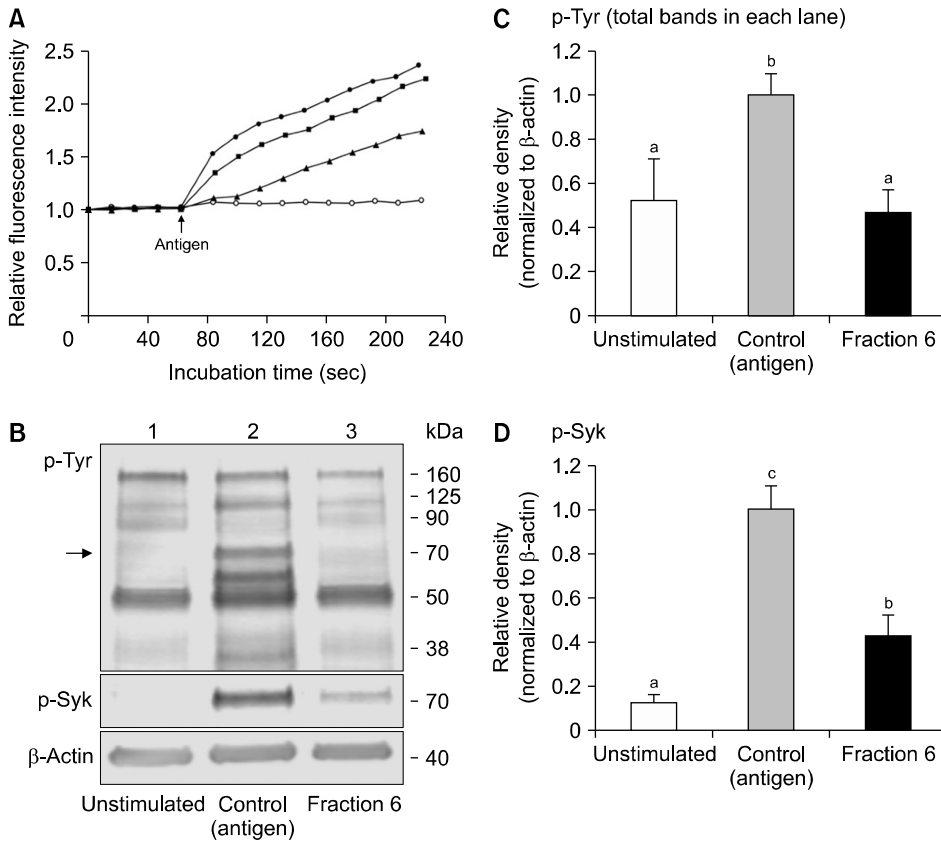 A
Relative fluorescence intensity
2.5
2.0
1.5
1.0
0.5
0
Antigen
0 40 80 120 160 200 240
Incubation time (sec)
B
1 2 3 kDa
p-Tyr
160
125
90
70
50
38
p-Syk
70
β-Actin
40
Unstimulated Control Fraction 6
(antigen)
C p-Tyr (total bands in each lane)
Relative density
(normalized to β-actin)
1.2
1.0
0.8
0.6
0.4
0.2
0
a
b
a
Unstimulated Control Fraction 6
(antigen)
D p-Syk
Relative density
(normalized to β-actin)
1.2
1.0
0.8
0.6
0.4
0.2
0
a
c
b
Unstimulated Control Fraction 6
(antigen)